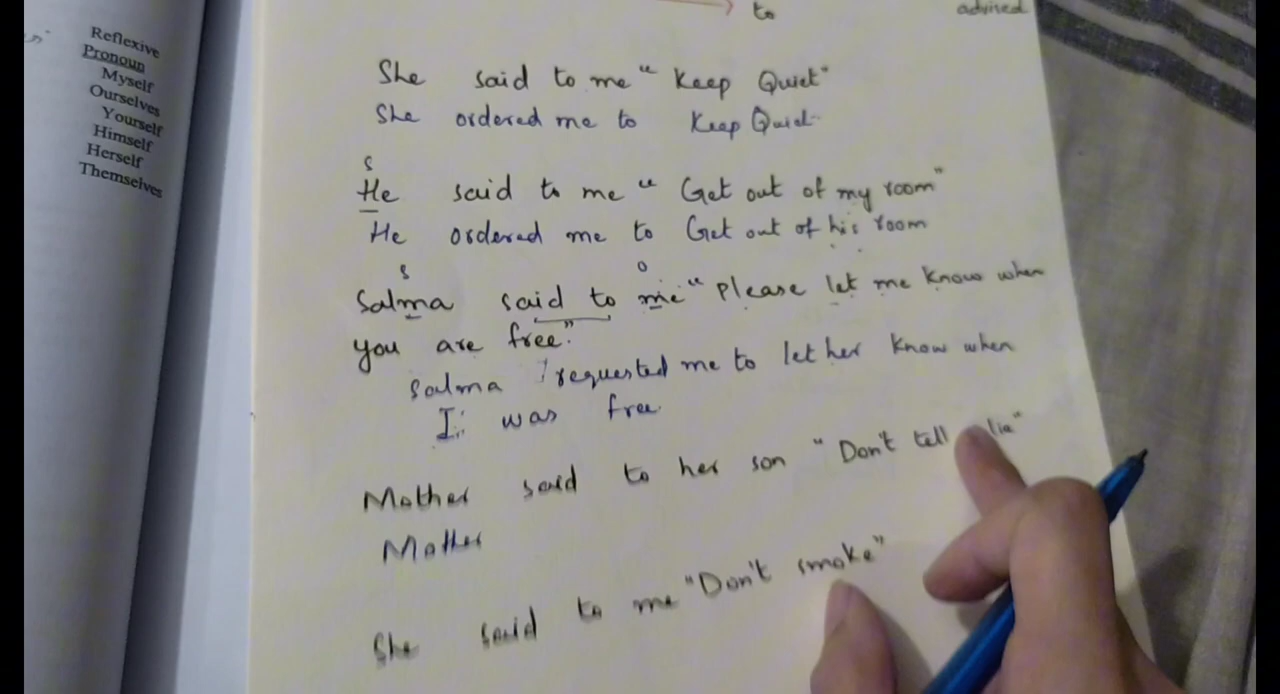 Reflexive
Pronoun
Myself
Ourselves
Yourself
Himself
Herself
Themselves
to advised
She said to me " Keep Quiet"
She ordered me to Keep Quiet
S
He said to me " Get out of my room"
He ordered me to Get out of his room
S O
Salma said to me " Please let me know when
you are free."
Salma requested me to let her know when
I was free
Mother said to her son " Don't tell lie"
Mother
She said to me "Don't smoke"